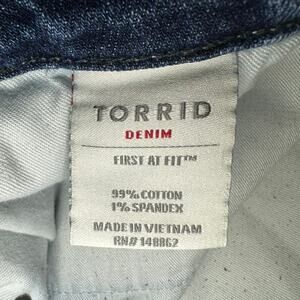 TORRID
DENIM
FIRST AT FIT™
99% COTTON
1% SPANDEX
MADE IN VIETNAM
RN# 148862